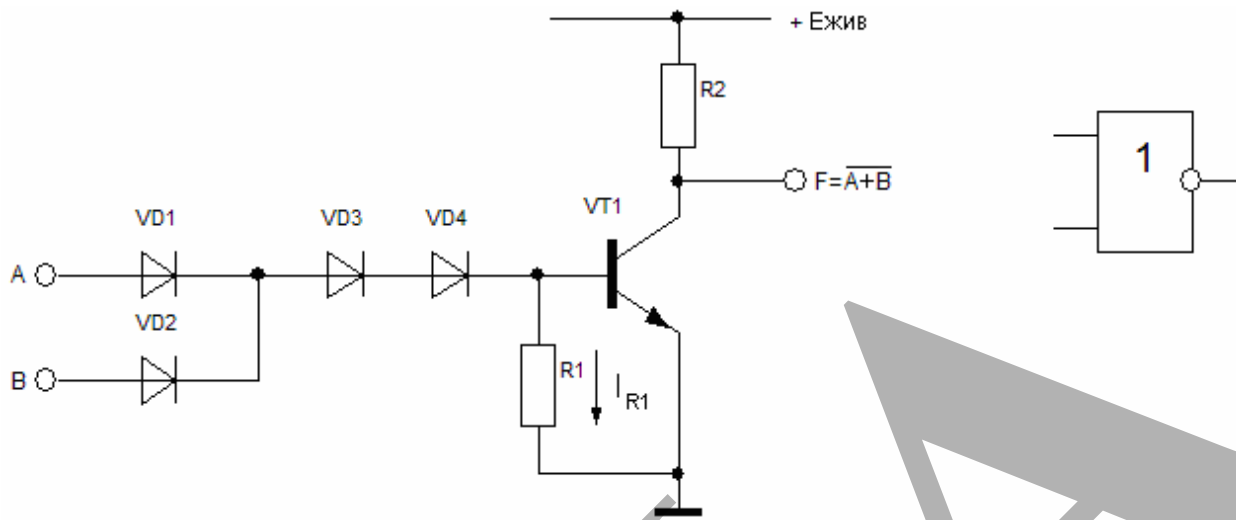 + Ежив
R2
1
F=A+B
VT1
VD1
VD3
VD4
A
VD2
B
R1
I R1